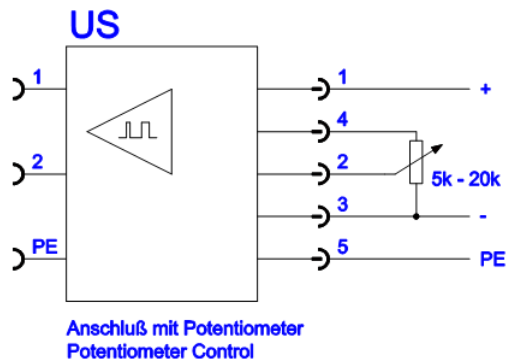 US
1
1
+
4
2
2
5k - 20k
3
-
PE
5
PE
Anschluß mit Potentiometer
Potentiometer Control